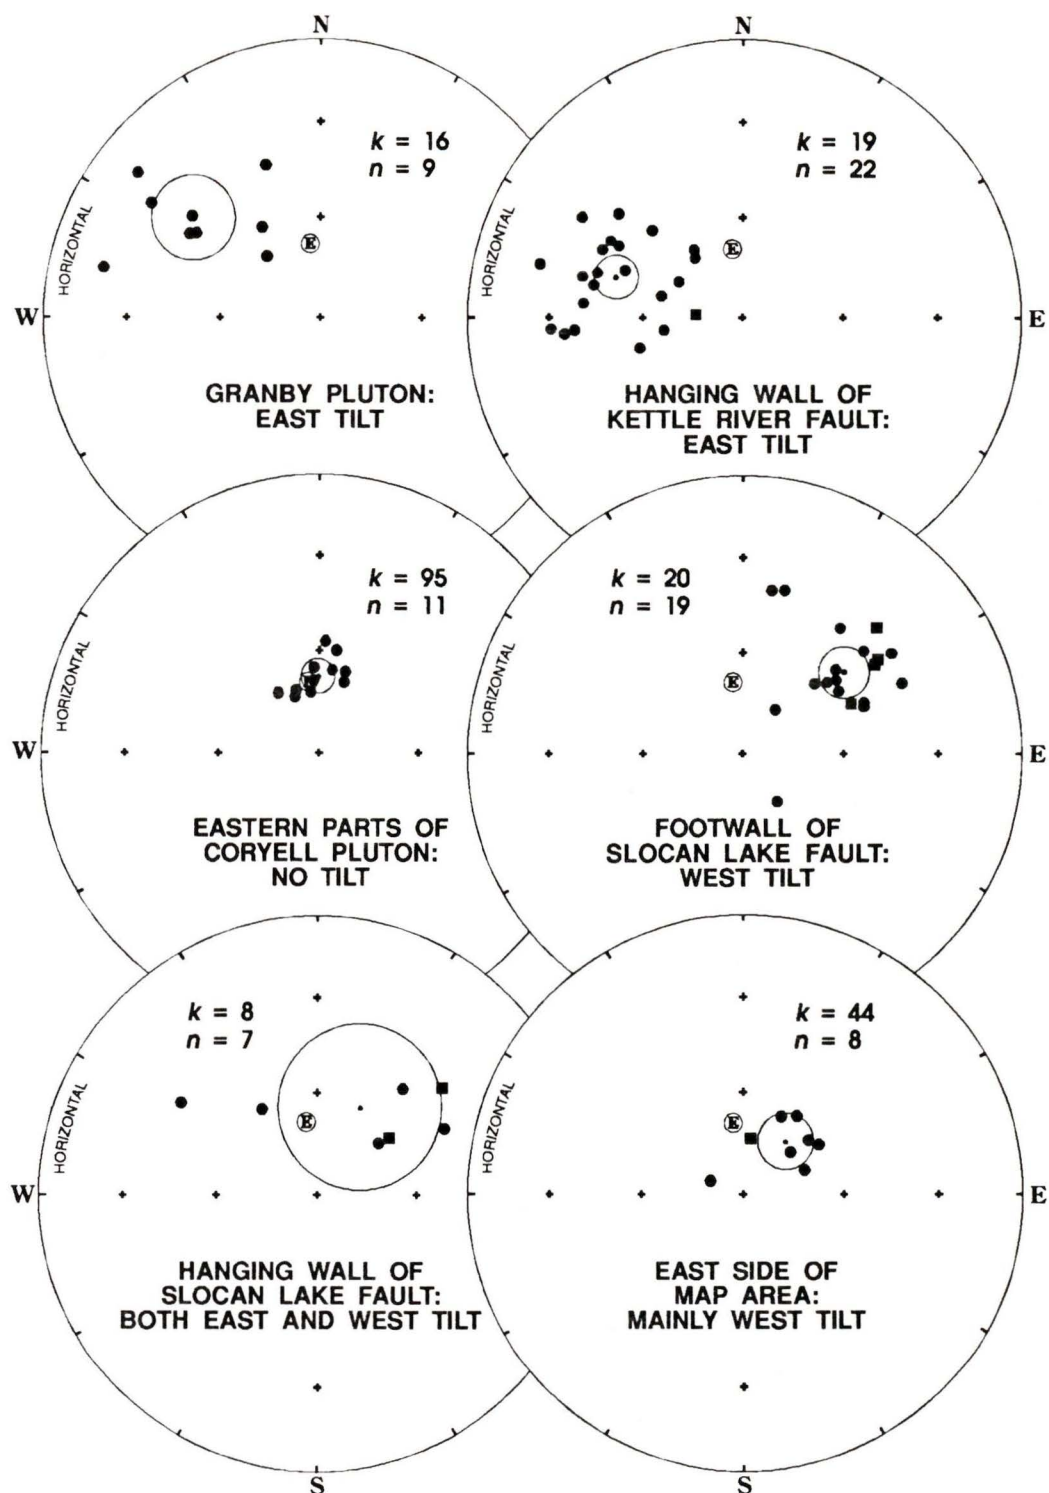 N
k = 16
n = 9
E
HORIZONTAL
W
GRANBY PLUTON:
EAST TILT
N
k = 19
n = 22
E
HORIZONTAL
E
HANGING WALL OF
KETTLE RIVER FAULT:
EAST TILT
k = 95
n = 11
HORIZONTAL
W
EASTERN PARTS OF
CORYELL PLUTON:
NO TILT
k = 20
n = 19
E
HORIZONTAL
E
FOOTWALL OF
SLOCAN LAKE FAULT:
WEST TILT
k = 8
n = 7
E
HORIZONTAL
W
HANGING WALL OF
SLOCAN LAKE FAULT:
BOTH EAST AND WEST TILT
S
k = 44
n = 8
E
HORIZONTAL
E
EAST SIDE OF
MAP AREA:
MAINLY WEST TILT
S